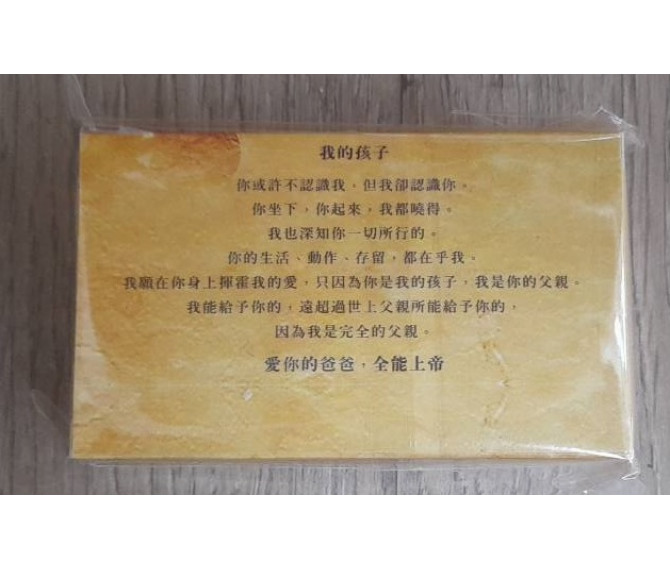 我的孩子
你或許不認識我，但我卻認識你。
你坐下，你起來，我都曉得。
我也深知你一切所行的。
你的生活、動作、存留，都在乎我。
我願在你身上揮霍我的愛，只因為你是我的孩子，我是你的父親。
我能給予你的，遠超過世上父親所能給予你的，
因為我是完全的父親。
愛你的爸爸，全能上帝